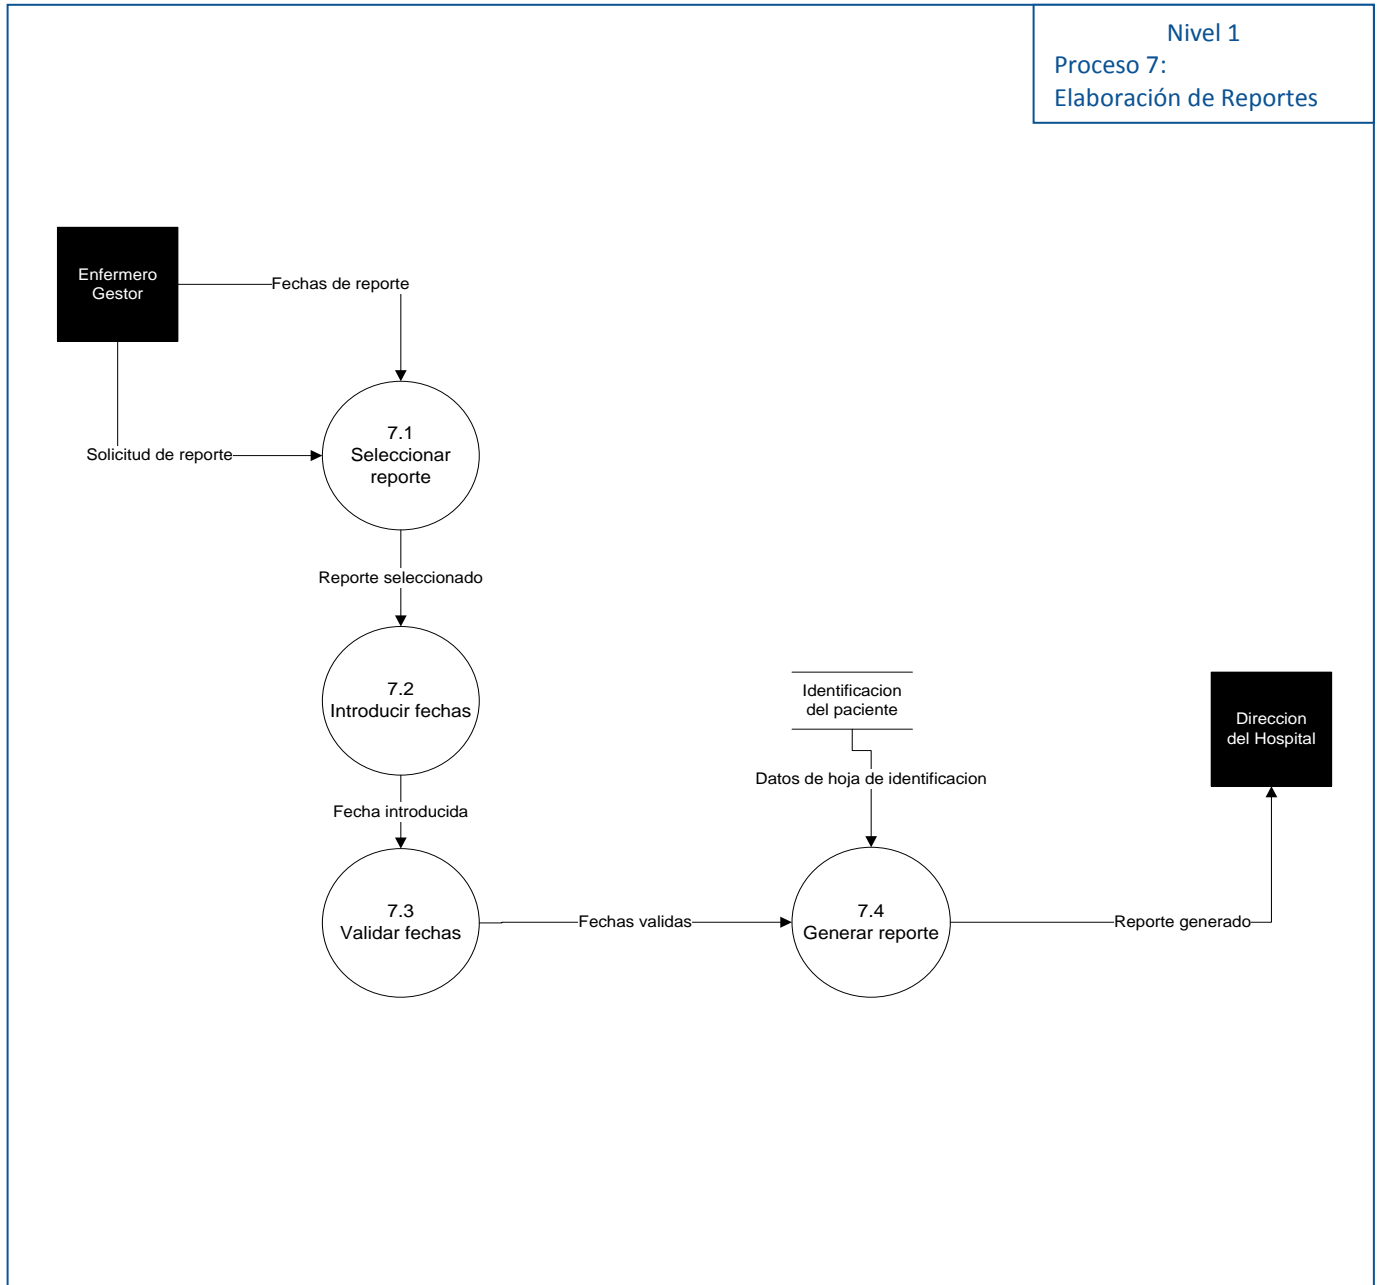 Nivel 1
Proceso 7:
Elaboración de Reportes
Enfermero
Gestor
Fechas de reporte
Solicitud de reporte
7.1
Seleccionar
reporte
Reporte seleccionado
7.2
Introducir fechas
Identificacion
del paciente
Direccion
del Hospital
Datos de hoja de identificacion
Fecha introducida
7.3
Validar fechas
Fechas validas
7.4
Generar reporte
Reporte generado